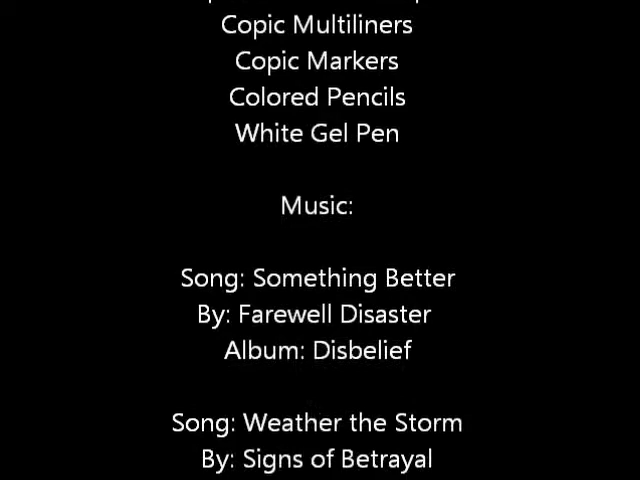 Copic Multiliners
Copic Markers
Colored Pencils
White Gel Pen
Music:
Song: Something Better
By: Farewell Disaster
Album: Disbelief
Song: Weather the Storm
By: Signs of Betrayal